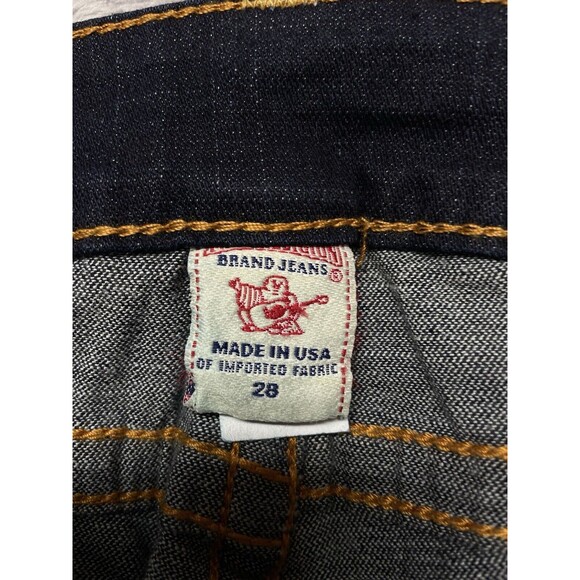 BRAND JEANS
®
MADE IN USA
OF IMPORTED FABRIC
28